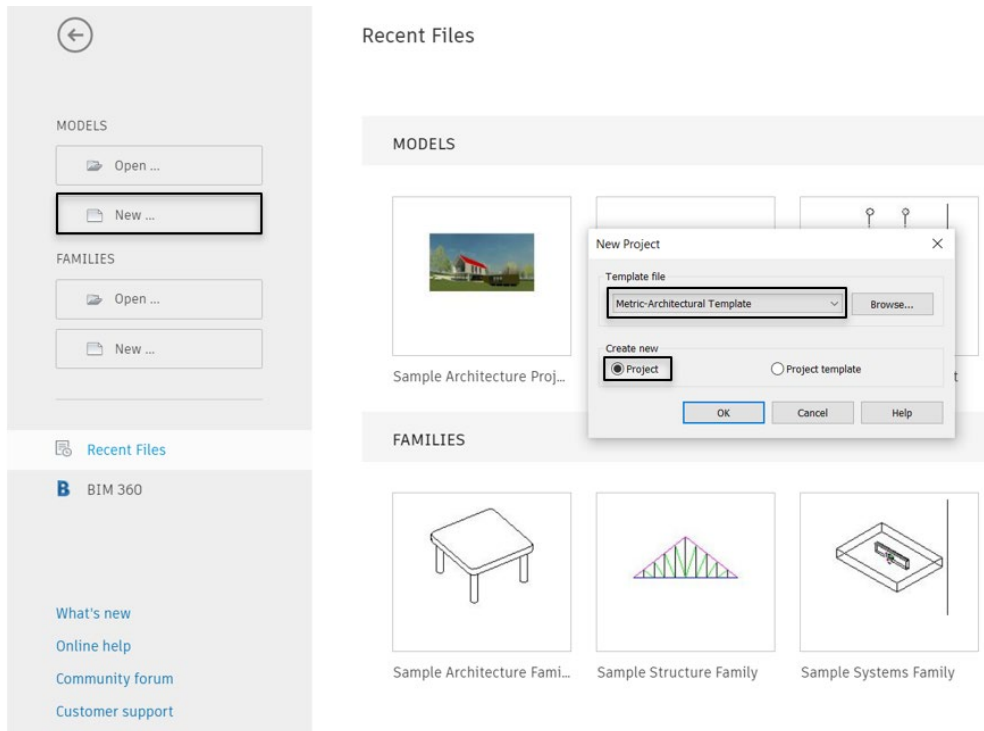 Recent Files
MODELS
Open ...
New ...
FAMILIES
Open ...
New ...
Recent Files
B BIM 360
What's new
Online help
Community forum
Customer support
MODELS
Sample Architecture Proj...
New Project
Template file
Metric-Architectural Template
Browse...
Create new
Project
Project template
OK
Cancel
Help
t
FAMILIES
Sample Architecture Fami...
Sample Structure Family
Sample Systems Family